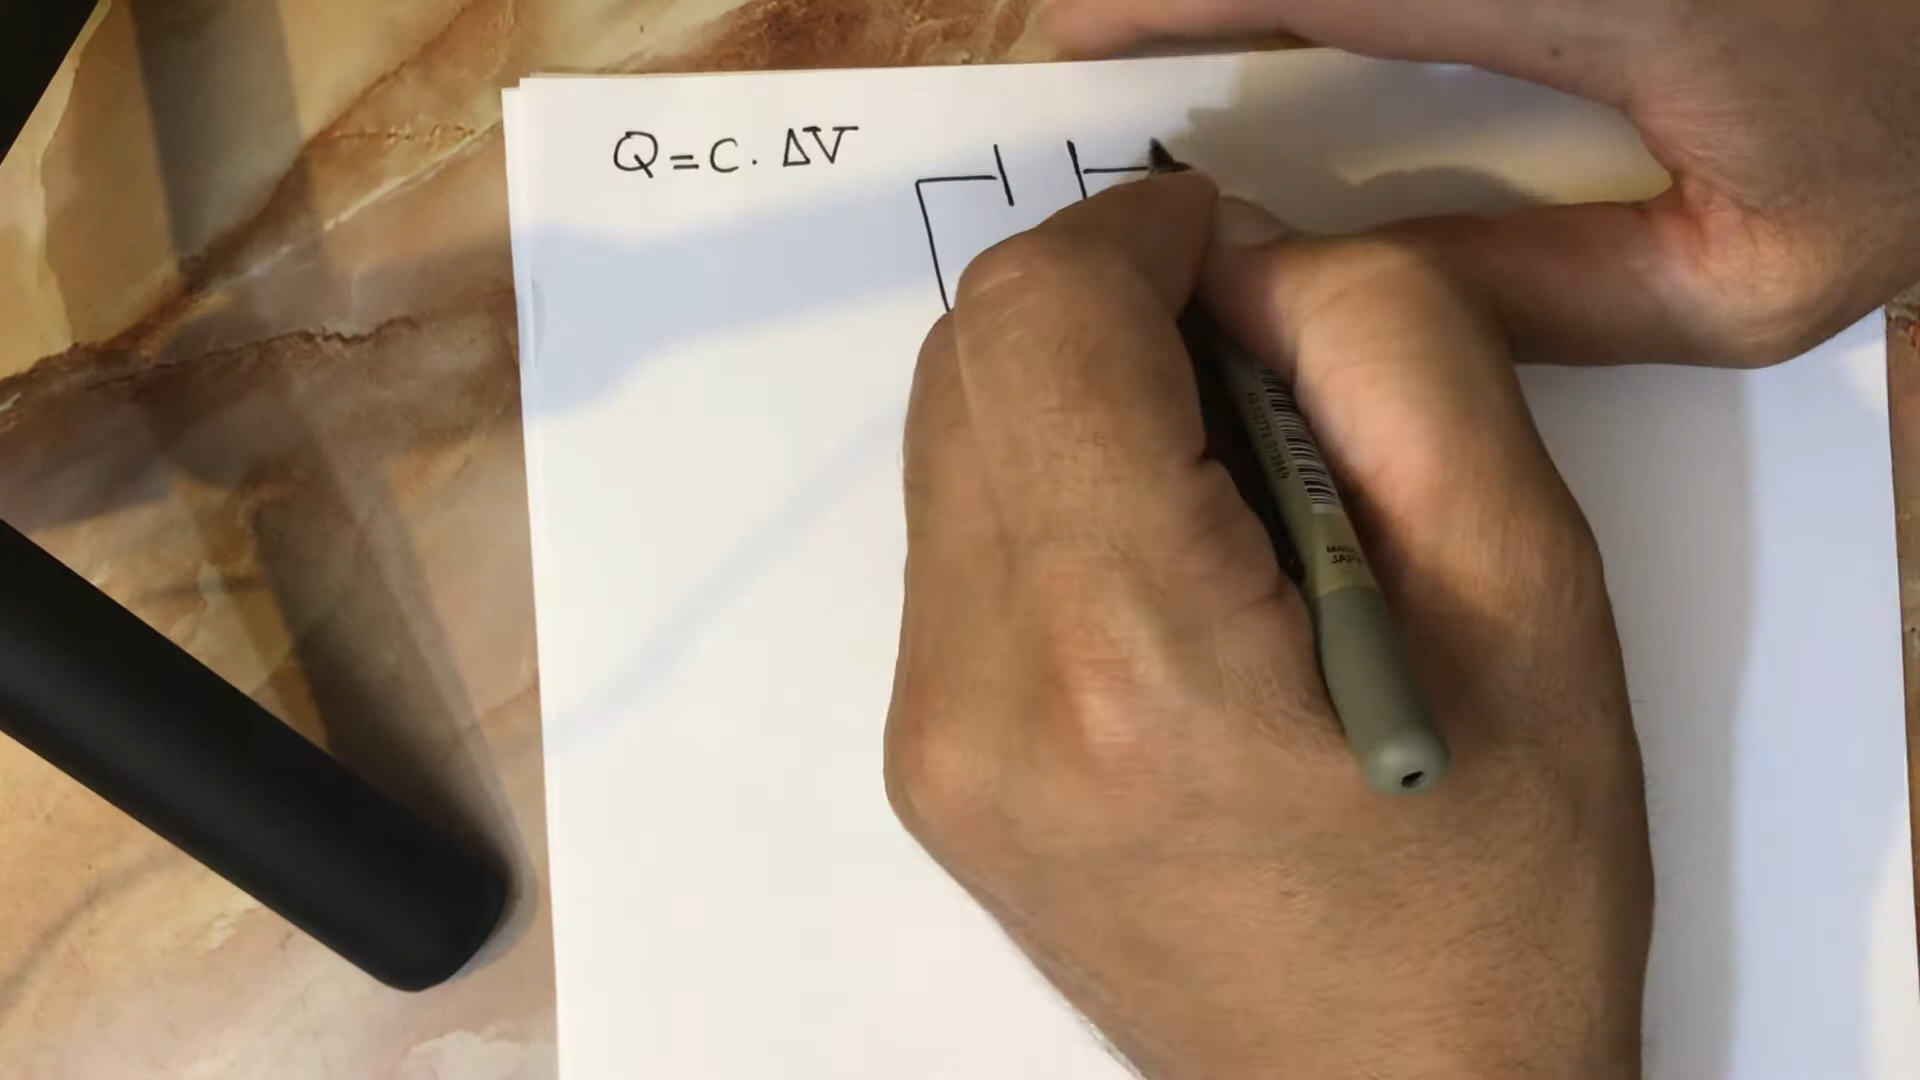 Q = C . ΔV